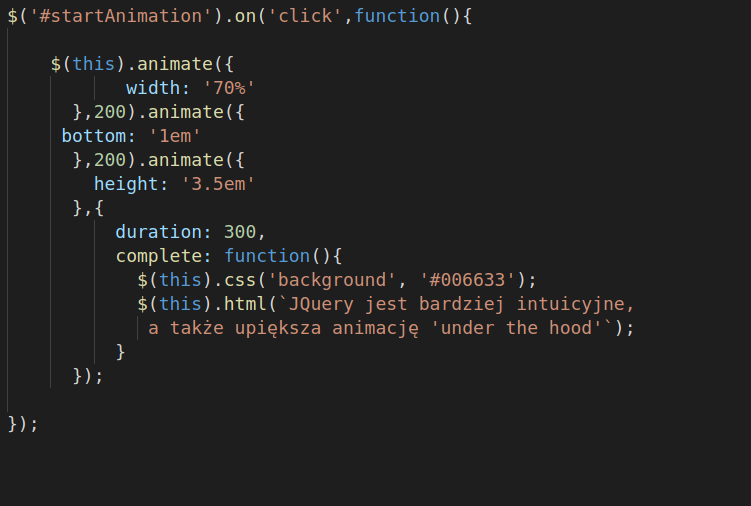 $('#startAnimation').on('click',function(){
$(this).animate({
width: '70%'
},200).animate({
bottom: '1em'
},200).animate({
height: '3.5em'
},{
duration: 300,
complete: function(){
$(this).css('background', '#006633');
$(this).html(`JQuery jest bardziej intuicyjne,
a także upiększa animację 'under the hood'`);
}
});
});